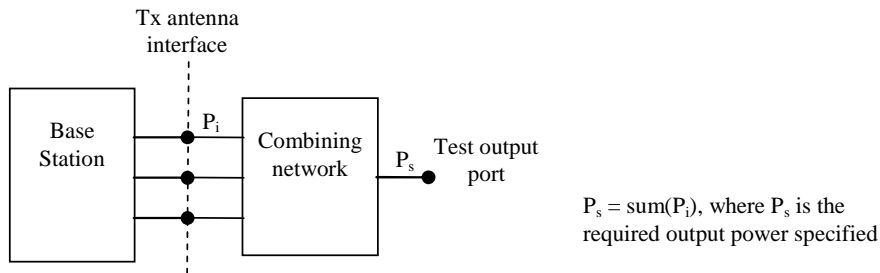 Tx antenna
interface
Base
Station
Pi
Combining
network
Ps
Test output
port
Ps = sum(Pi), where Ps is the
required output power specified